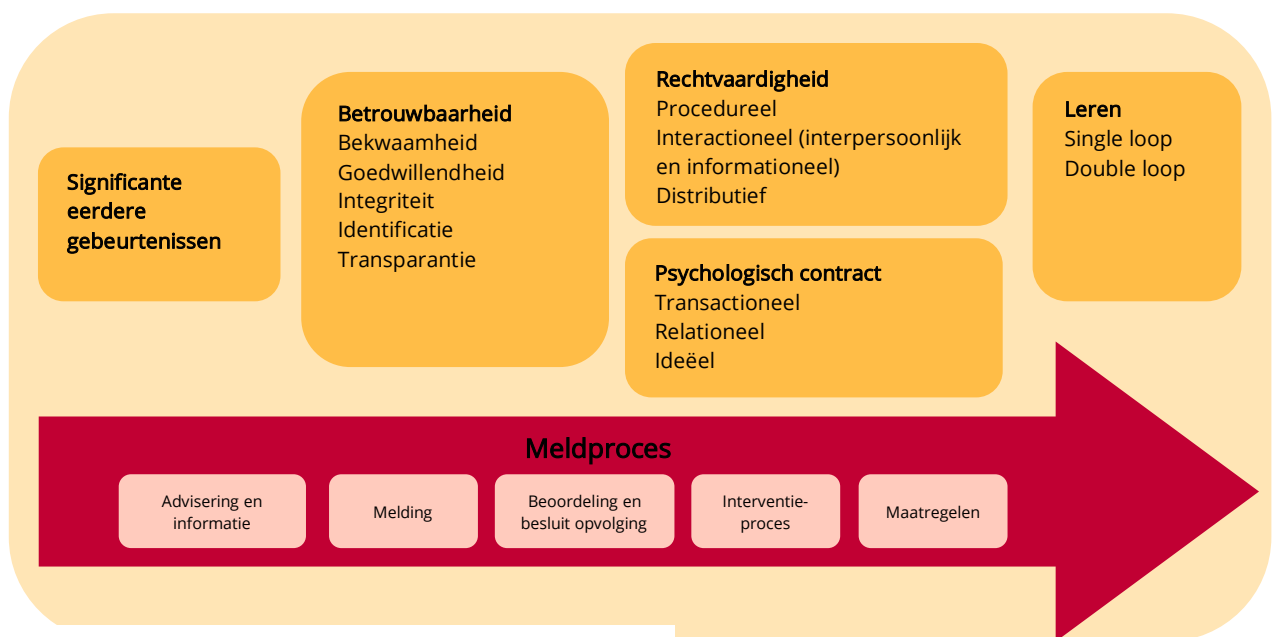 Significante
eerdere
gebeurtenissen
Betrouwbaarheid
Bekwaamheid
Goedwillendheid
Integriteit
Identificatie
Transparantie
Rechtvaardigheid
Procedureel
Interactioneel (interpersoonlijk
en informationeel)
Distributief
Psychologisch contract
Transactioneel
Relationeel
Ideëel
Leren
Single loop
Double loop
Meldproces
Advisering en
informatie
Melding
Beoordeling en
besluit opvolging
Interventie-
proces
Maatregelen